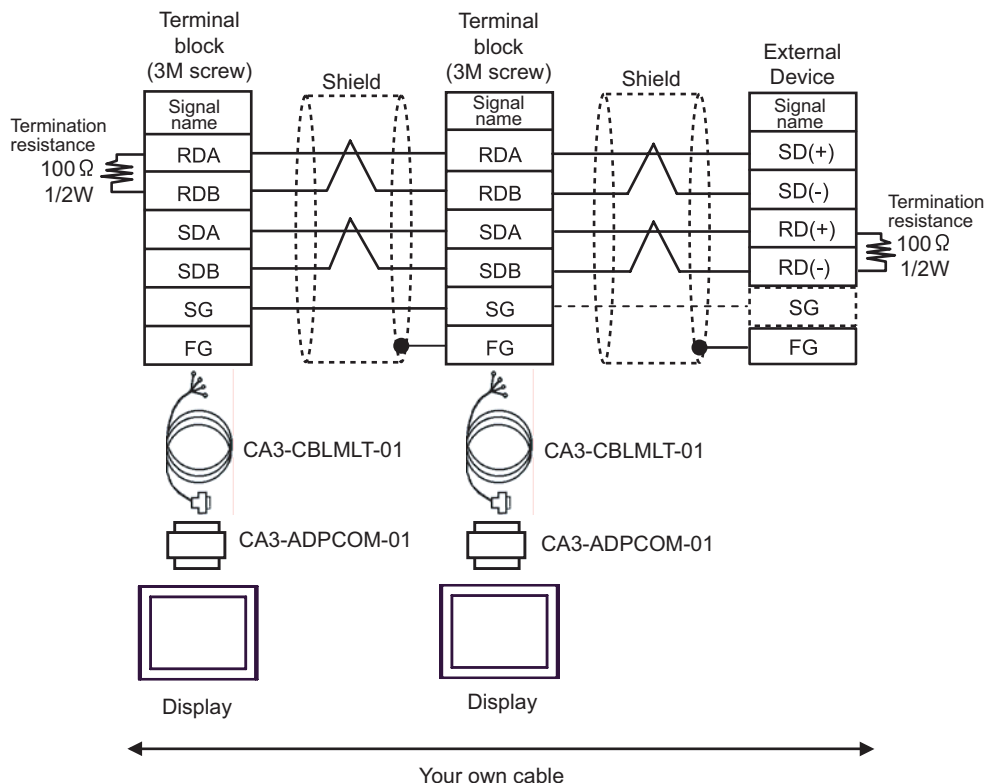 Terminal
block
(3M screw)
Terminal
block
(3M screw)
External
Device
Shield
Shield
Signal
name
Signal
name
Signal
name
Termination
resistance
100 Ω
1/2W
RDA
RDA
SD(+)
RDB
RDB
SD(-)
SDA
SDA
RD(+)
SDB
SDB
RD(-)
Termination
resistance
100 Ω
1/2W
SG
SG
SG
FG
FG
FG
CA3-CBLMLT-01
CA3-CBLMLT-01
CA3-ADPCOM-01
CA3-ADPCOM-01
Display
Display
Your own cable